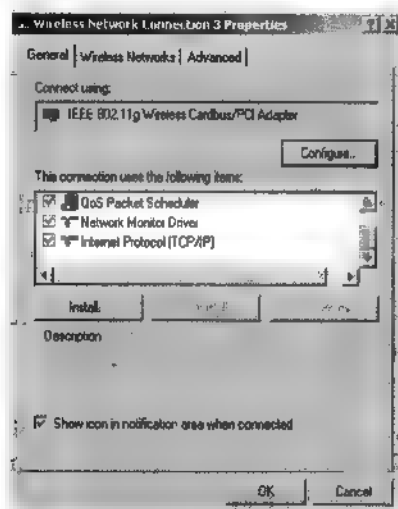 Wireless Network Connection 3 Properties
General Wireless Networks Advanced
Connect using:
IEEE 802.11g Wireless Cardbus/PCI Adapter
Configure...
This connection uses the following items:
QoS Packet Scheduler
Network Monitor Driver
Internet Protocol (TCP/IP)
Install...
Description
Show icon in notification area when connected
OK Cancel